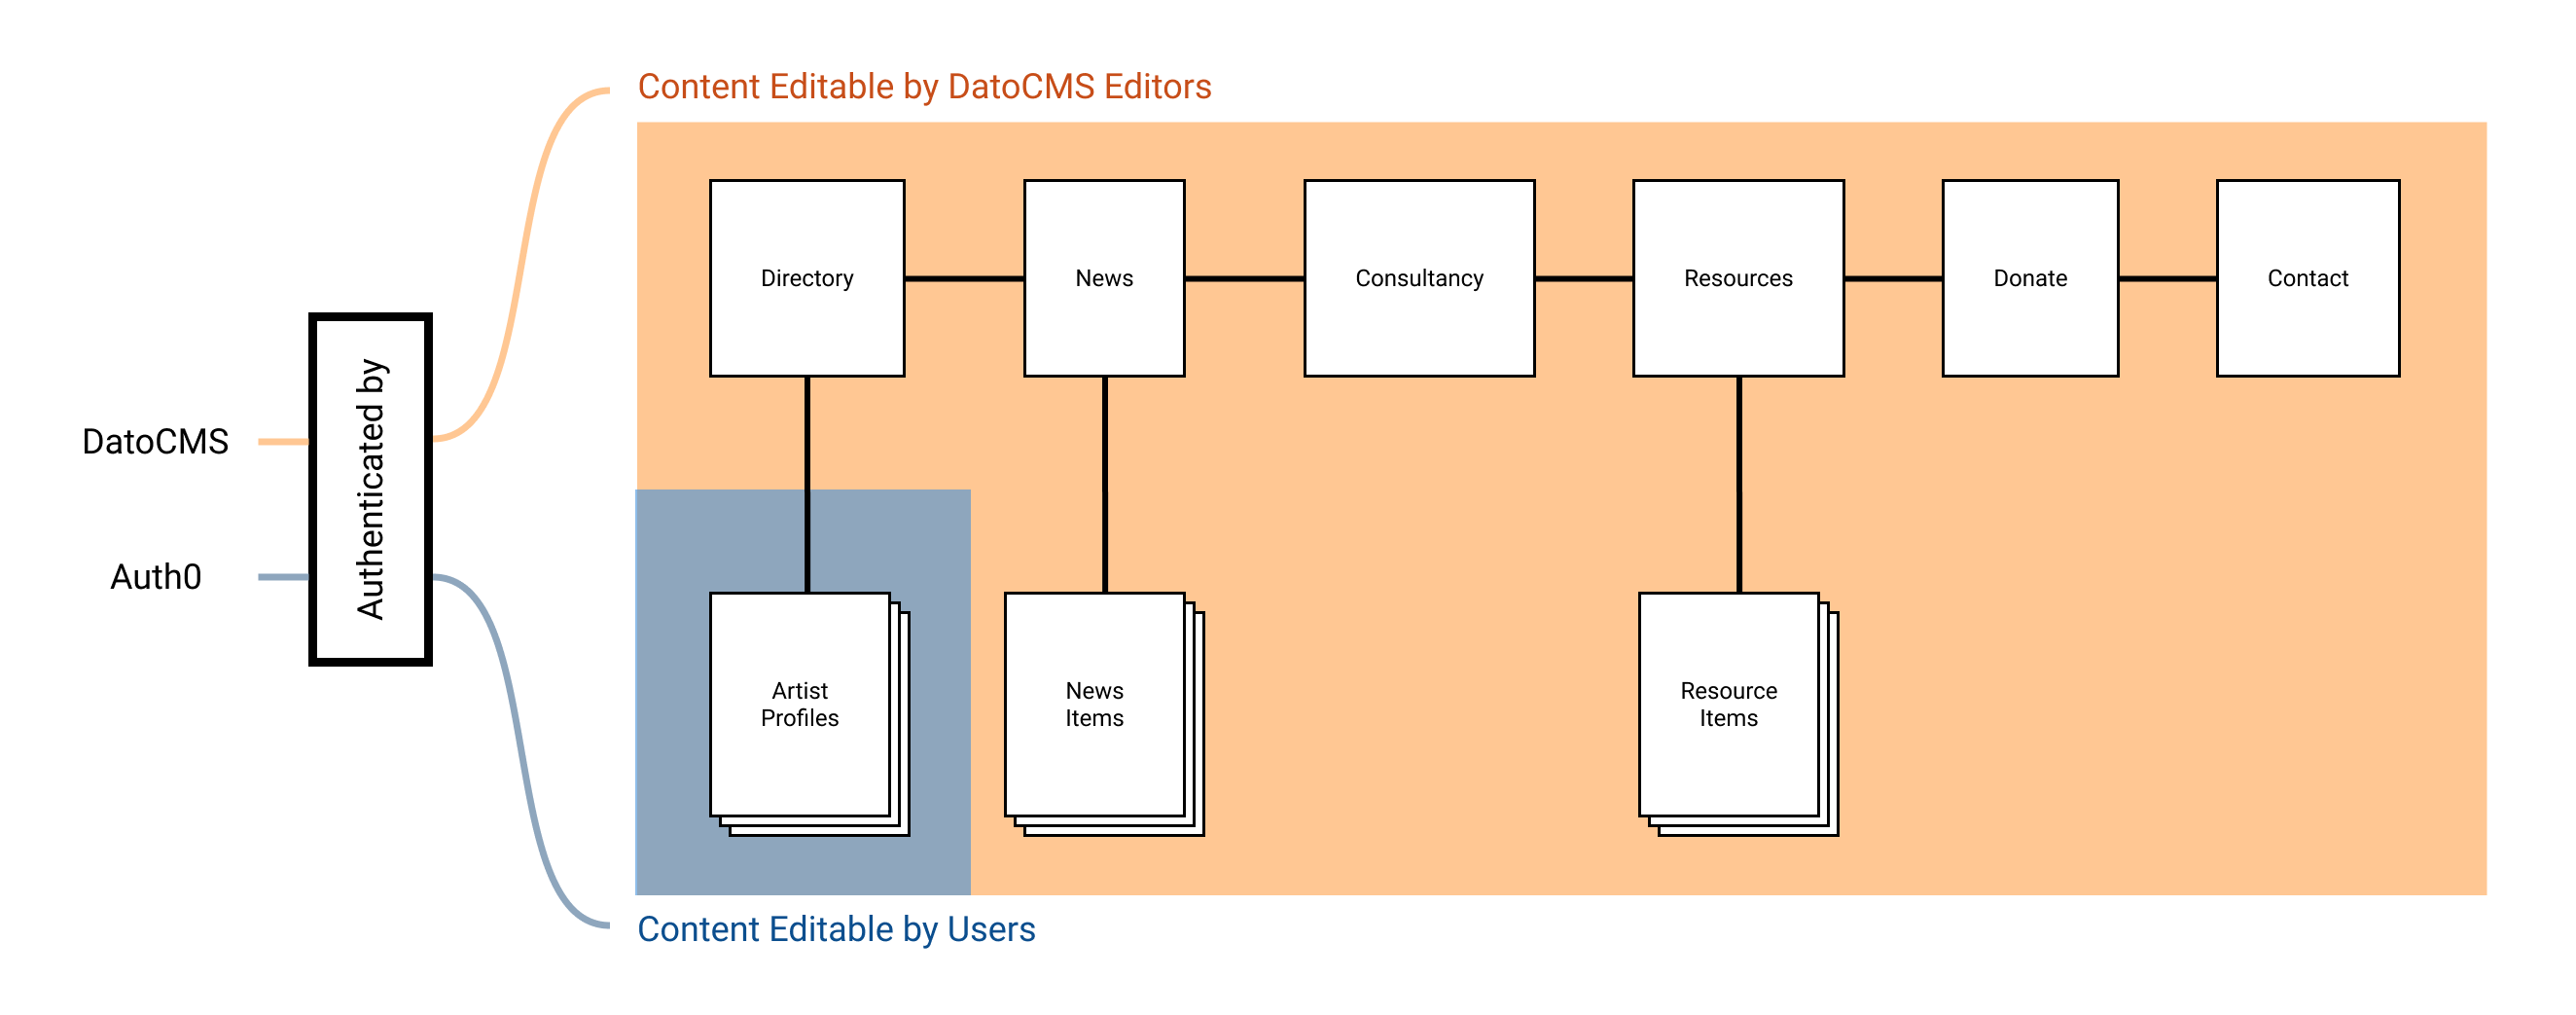 Content Editable by DatoCMS Editors
Directory
News
Consultancy
Resources
Donate
Contact
Authenticated by
DatoCMS
Auth0
Artist
Profiles
News
Items
Resource
Items
Content Editable by Users